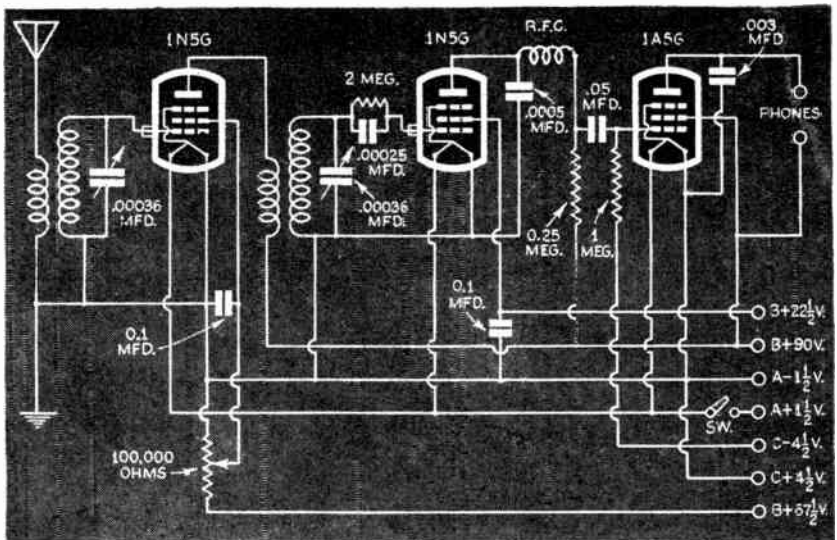 1N5G
1N5G
R.F.C.
1A5G
.003
MFD
2 MEG.
.0005
MFD.
.05
MFD.
PHONES
.00036
MFD.
.00025
MFD.
.00036
MFD.
0.25
MEG.
1
MEG.
0.1
MFD.
0.1
MFD.
B+22½V.
B+90V.
A-1½V.
A+1½V.
SW.
C-4½V.
C+4½V.
100,000
OHMS
B+67½V.